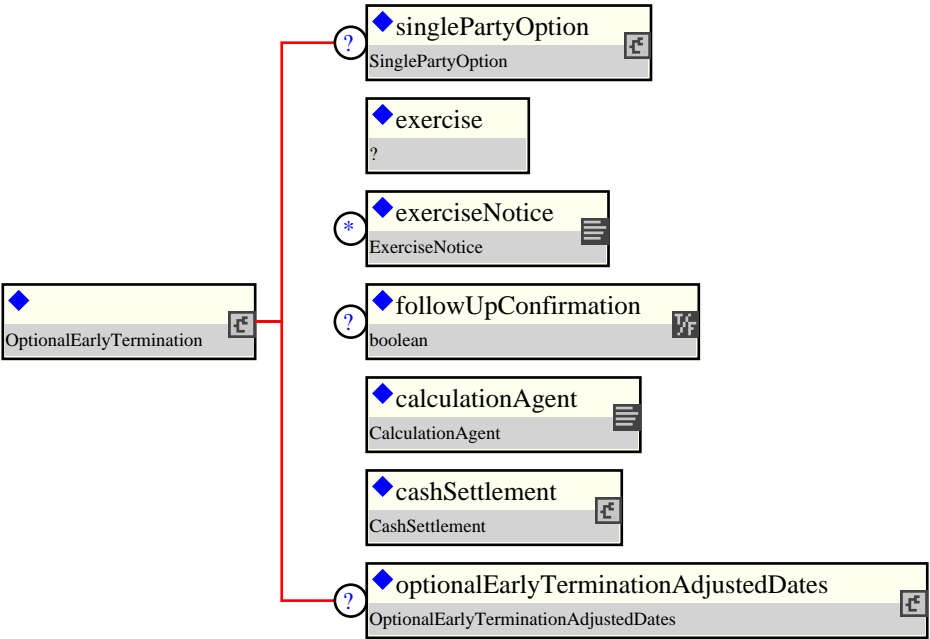 ? singlePartyOption
SinglePartyOption
exercise
?
* exerciseNotice
ExerciseNotice
OptionalEarlyTermination
? followUpConfirmation
T/F
boolean
calculationAgent
CalculationAgent
cashSettlement
CashSettlement
? optionalEarlyTerminationAdjustedDates
OptionalEarlyTerminationAdjustedDates